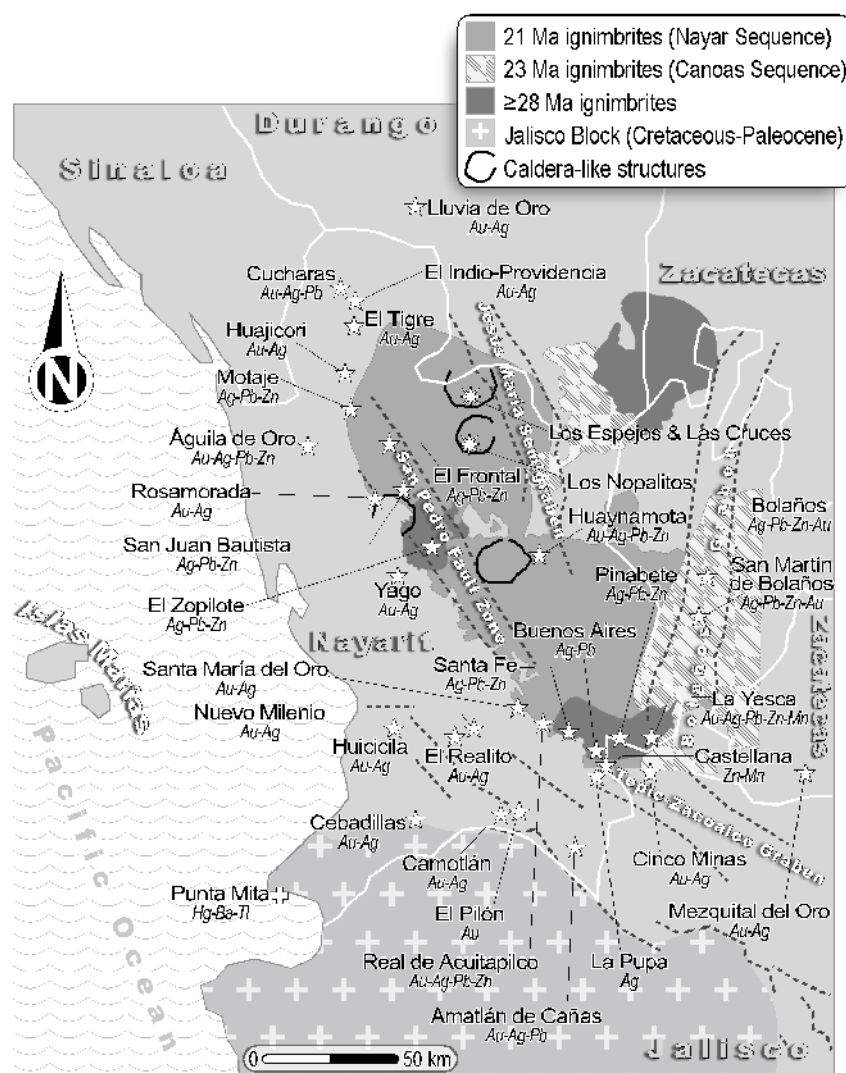 21 Ma ignimbrites (Nayar Sequence)
23 Ma ignimbrites (Canoas Sequence)
≥28 Ma ignimbrites
Jalisco Block (Cretaceous-Paleocene)
Caldera-like structures
Durango
Sinaloa
Lluvia de Oro
Au-Ag
Zacatecas
Cucharas
Au-Ag-Pb
El Indio-Providencia
Au-Ag
El Tigre
Au-Ag
Huajicori
Au-Ag
Jesús María Semigraben
N
Motaje
Ag-Pb-Zn
Los Espejos & Las Cruces
Águila de Oro
Au-Ag-Pb-Zn
El Frontal
Ag-Pb-Zn
Los Nopalitos
Rosamorada
Au-Ag
San Pedro Fault Zone
Huaynamota
Au-Ag-Pb-Zn
Bolaños
Ag-Pb-Zn-Au
San Juan Bautista
Ag-Pb-Zn
Bolaños Graben
Pinabete
Ag-Pb-Zn
San Martín
de Bolaños
Ag-Pb-Zn-Au
Yago
Au-Ag
El Zopilote
Ag-Pb-Zn
Islas Marías
Nayarit
Buenos Aires
Ag-Pb
Zacatecas
Santa María del Oro
Au-Ag
Santa Fe
Ag-Pb-Zn
La Yesca
Au-Ag-Pb-Zn-Mn
Nuevo Milenio
Au-Ag
Huicicila
Au-Ag
El Realito
Au-Ag
Castellana
Zn-Mn
Tepic-Zacoalco Graben
Pacific Ocean
Cebadillas
Au-Ag
Camotlán
Au-Ag
Cinco Minas
Au-Ag
Punta Mita
Hg-Ba-Tl
El Pilón
Au
Mezquital del Oro
Au-Ag
Real de Acuitapilco
Au-Ag-Pb-Zn
La Pupa
Ag
Amatlán de Cañas
Au-Ag-Pb
0 50 km
Jalisco